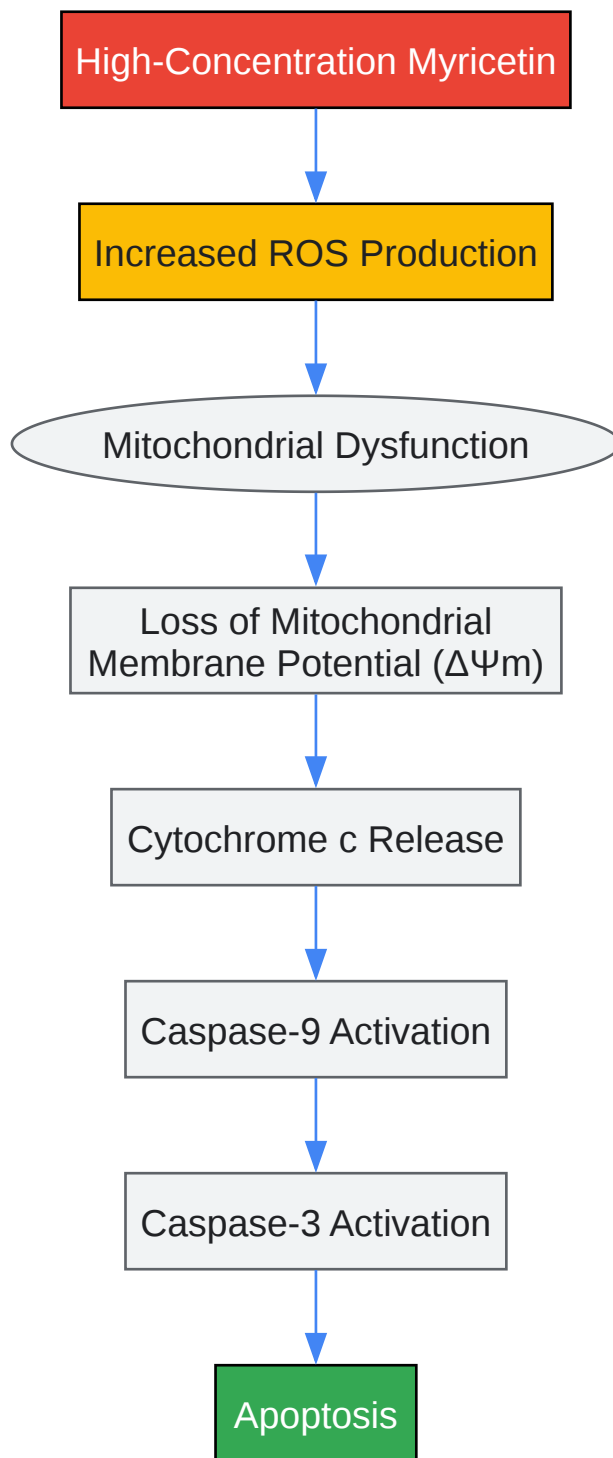 High-Concentration Myricetin
Increased ROS Production
Mitochondrial Dysfunction
Loss of Mitochondrial
Membrane Potential (ΔΨm)
Cytochrome c Release
Caspase-9 Activation
Caspase-3 Activation
Apoptosis